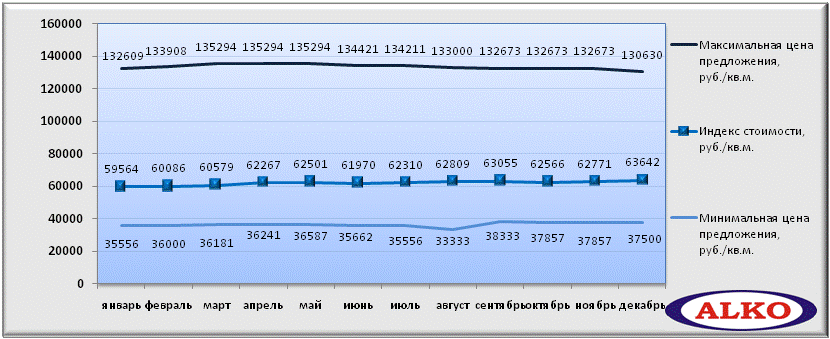 160000
140000
120000
100000
80000
60000
40000
20000
0
132609 133908 135294 135294 135294 134421 134211 133000 132673 132673 132673 130630
59564 60086 60579 62267 62501 61970 62310 62809 63055 62566 62771 63642
35556 36000 36181 36241 36587 35662 35556 33333 38333 37857 37857 37500
январь февраль март апрель май июнь июль август сентябрь октябрь ноябрь декабрь
Максимальная цена
предложения,
руб./кв.м.
Индекс стоимости,
руб./кв.м.
Минимальная цена
предложения,
руб./кв.м.
ALKO